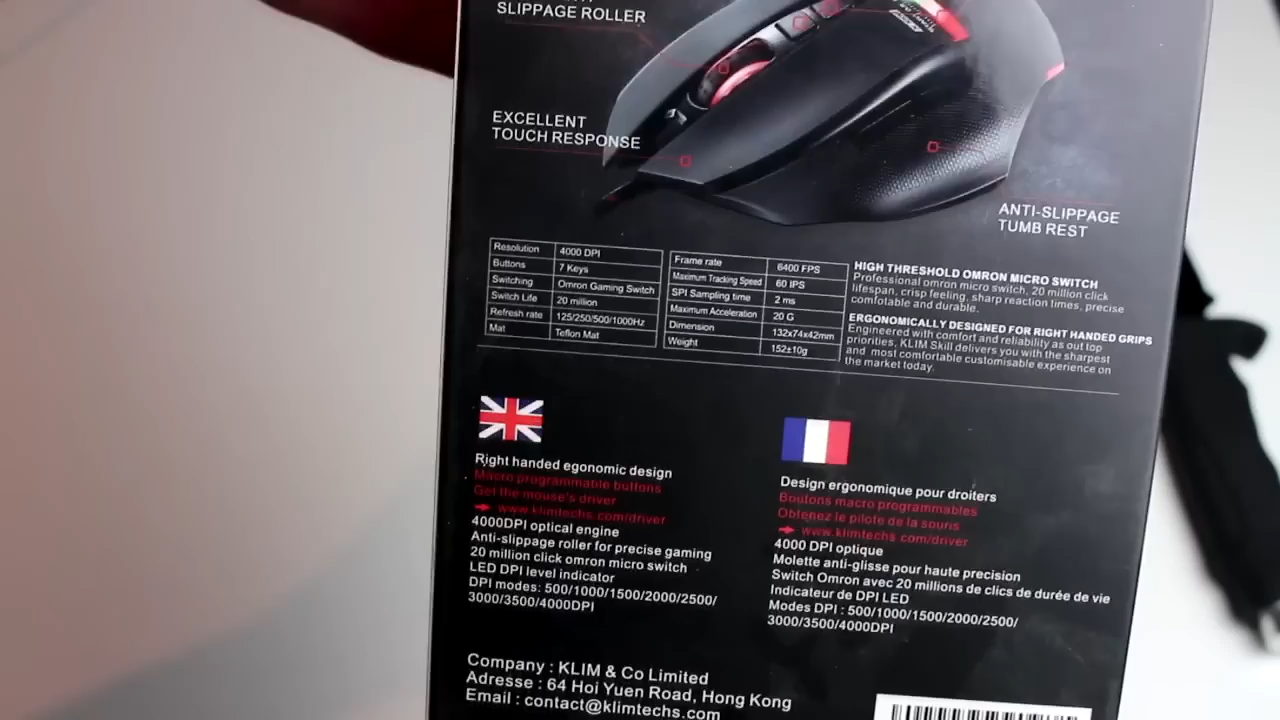 SLIPPAGE ROLLER
EXCELLENT
TOUCH RESPONSE
ANTI-SLIPPAGE
TUMB REST
Resolution 4000 DPI
Buttons 7 Keys
Switching Omron Gaming Switch
Switch Life 20 million
Refresh rate 125/250/500/1000Hz
Mat Teflon Mat
Frame rate 6400 FPS
Maximum Tracking Speed 60 IPS
SPI Sampling time 2 ms
Maximum Acceleration 20 G
Dimension 132x74x42mm
Weight 152±10g
HIGH THRESHOLD OMRON MICRO SWITCH
Professional omron micro switch, 20 million click
lifespan, crisp feeling, sharp reaction times, precise
comfotable and durable.
ERGONOMICALLY DESIGNED FOR RIGHT HANDED GRIPS
Engineered with comfort and reliability as out top
priorities, KLIM Skill delivers you with the sharpest
and most comfortable customisable experience on
the market today.
Right handed egonomic design
Macro programmable buttons
Get the mouse's driver
www.klimtechs.com/driver
4000DPI optical engine
Anti-slippage roller for precise gaming
20 million click omron micro switch
LED DPI level indicator
DPI modes: 500/1000/1500/2000/2500/
3000/3500/4000DPI
Design ergonomique pour droitiers
Boutons macro programmables
Obtenez le pilote de la souris
www.klimtechs.com/driver
4000 DPI optique
Molette anti-glisse pour haute precision
Switch Omron avec 20 millions de clics de durée de vie
Indicateur de DPI LED
Modes DPI : 500/1000/1500/2000/2500/
3000/3500/4000DPI
Company : KLIM & Co Limited
Adresse : 64 Hoi Yuen Road, Hong Kong
Email : contact@klimtechs.com